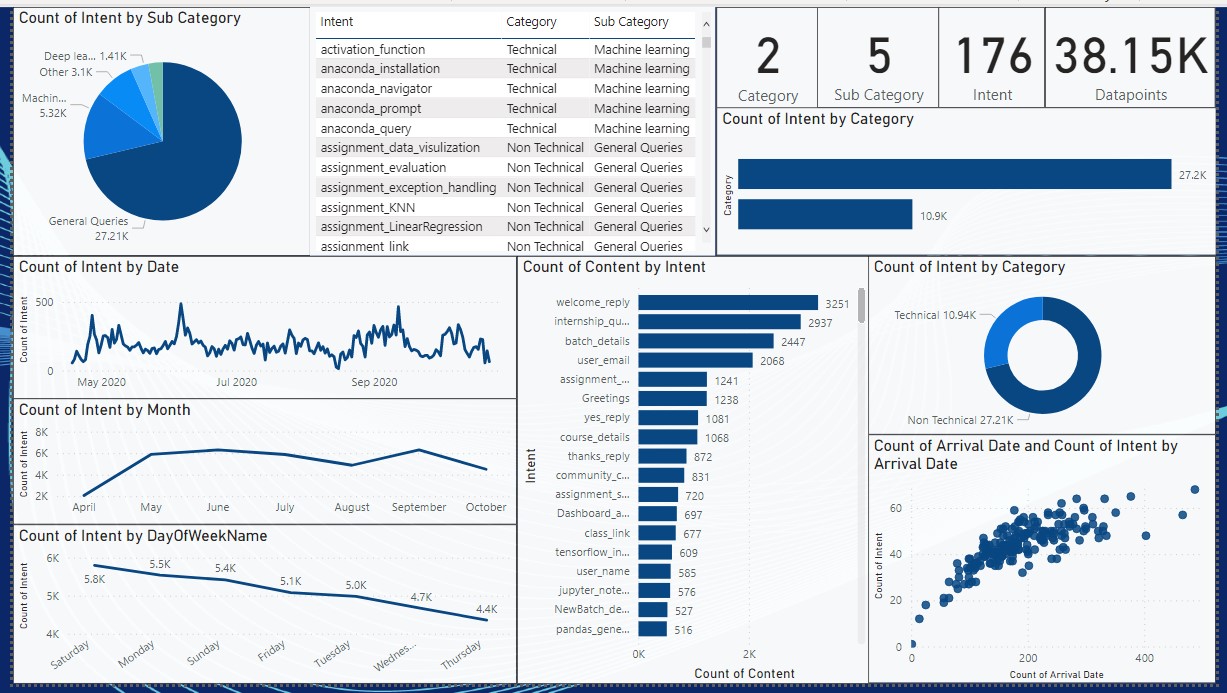 Count of Intent by Sub Category
Deep lea... 1.41K
Other 3.1K
Machin...
5.32K
General Queries
27.21K
Intent Category Sub Category
activation_function Technical Machine learning
anaconda_installation Technical Machine learning
anaconda_navigator Technical Machine learning
anaconda_prompt Technical Machine learning
anaconda_query Technical Machine learning
assignment_data_visulization Non Technical General Queries
assignment_evaluation Non Technical General Queries
assignment_exception_handling Non Technical General Queries
assignment_KNN Non Technical General Queries
assignment_LinearRegression Non Technical General Queries
assignment_link Non Technical General Queries
2
Category
5
Sub Category
176
Intent
38.15K
Datapoints
Count of Intent by Category
Category
27.2K
10.9K
Count of Intent by Date
Count of Intent
500
0
May 2020 Jul 2020 Sep 2020
Count of Intent by Month
Count of Intent
8K
6K
4K
2K
April May June July August September October
Count of Intent by DayOfWeekName
Count of Intent
6K
5K
4K
5.8K 5.5K 5.4K 5.1K 5.0K 4.7K 4.4K
Saturday Monday Sunday Friday Tuesday Wednes... Thursday
Count of Content by Intent
Intent
welcome_reply 3251
internship_qu... 2937
batch_details 2447
user_email 2068
assignment_... 1241
Greetings 1238
yes_reply 1081
course_details 1068
thanks_reply 872
community_c... 831
assignment_s... 720
Dashboard_a... 697
class_link 677
tensorflow_in... 609
user_name 585
jupyter_note... 576
NewBatch_de... 527
pandas_gene... 516
0K 2K
Count of Content
Count of Intent by Category
Technical 10.94K
Non Technical 27.21K
Count of Arrival Date and Count of Intent by
Arrival Date
Count of Intent
60
40
20
0
0 200 400
Count of Arrival Date